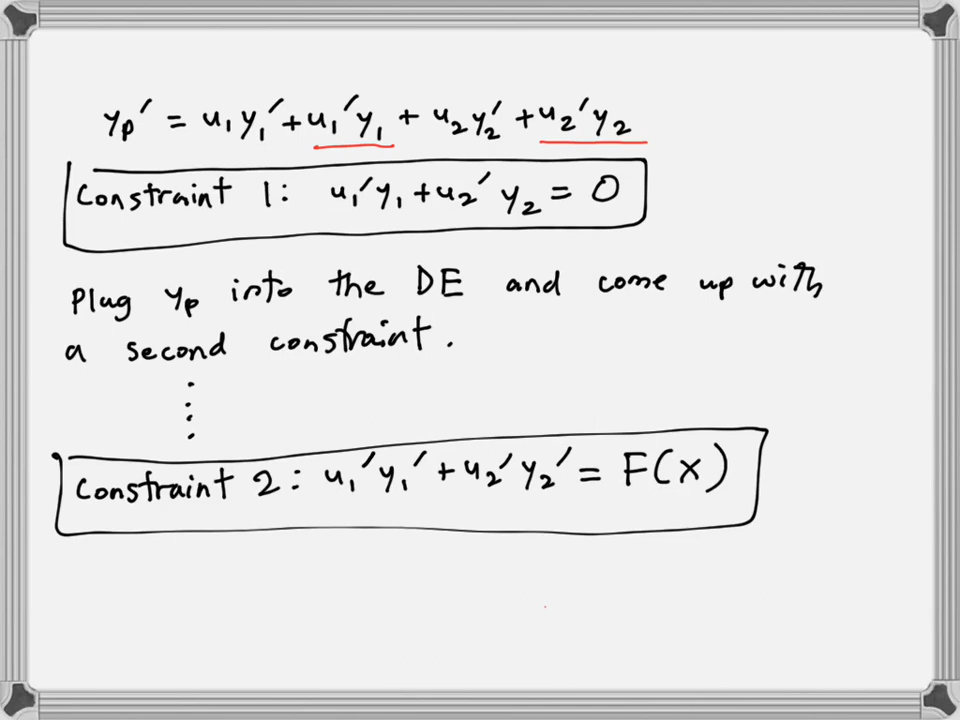 yp′ = u₁y₁′ + u₁′y₁ + u₂y₂′ + u₂′y₂
Constraint 1: u₁′y₁ + u₂′y₂ = 0
Plug yp into the DE and come up with
a second constraint.
⋮
Constraint 2: u₁′y₁′ + u₂′y₂′ = F(x)